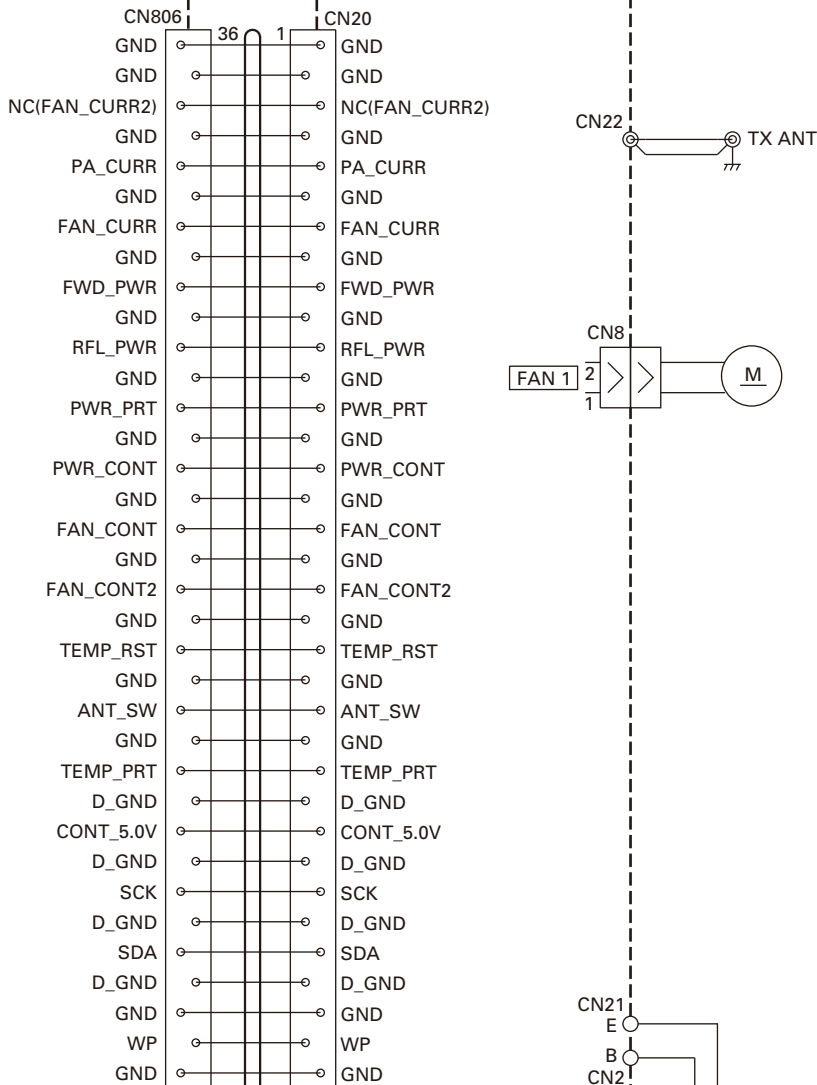 CN806 36 1 CN20
GND GND
GND GND
NC(FAN_CURR2) NC(FAN_CURR2)
GND GND
PA_CURR PA_CURR
GND GND
FAN_CURR FAN_CURR
GND GND
FWD_PWR FWD_PWR
GND GND
RFL_PWR RFL_PWR
GND GND
PWR_PRT PWR_PRT
GND GND
PWR_CONT PWR_CONT
GND GND
FAN_CONT FAN_CONT
GND GND
FAN_CONT2 FAN_CONT2
GND GND
TEMP_RST TEMP_RST
GND GND
ANT_SW ANT_SW
GND GND
TEMP_PRT TEMP_PRT
D_GND D_GND
CONT_5.0V CONT_5.0V
D_GND D_GND
SCK SCK
D_GND D_GND
SDA SDA
D_GND D_GND
GND GND
WP WP
GND GND
CN22
TX ANT
CN8
FAN 1 2 M
1
CN21
E
B
CN2